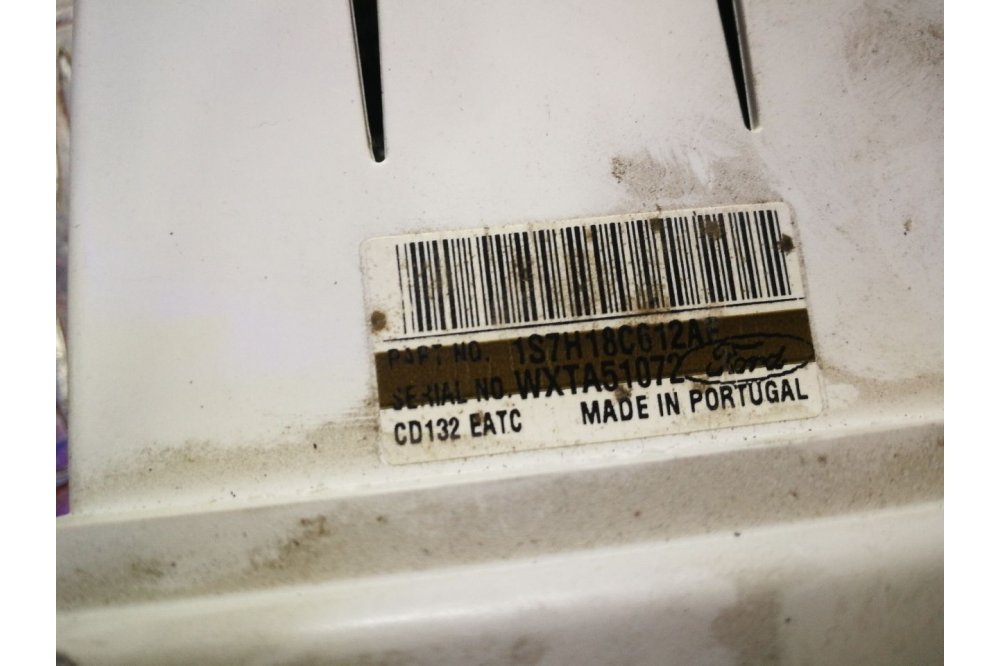 PART NO. 1S7H18C612AE
SERIAL NO. WXTA51072 Ford
CD132 EATC MADE IN PORTUGAL